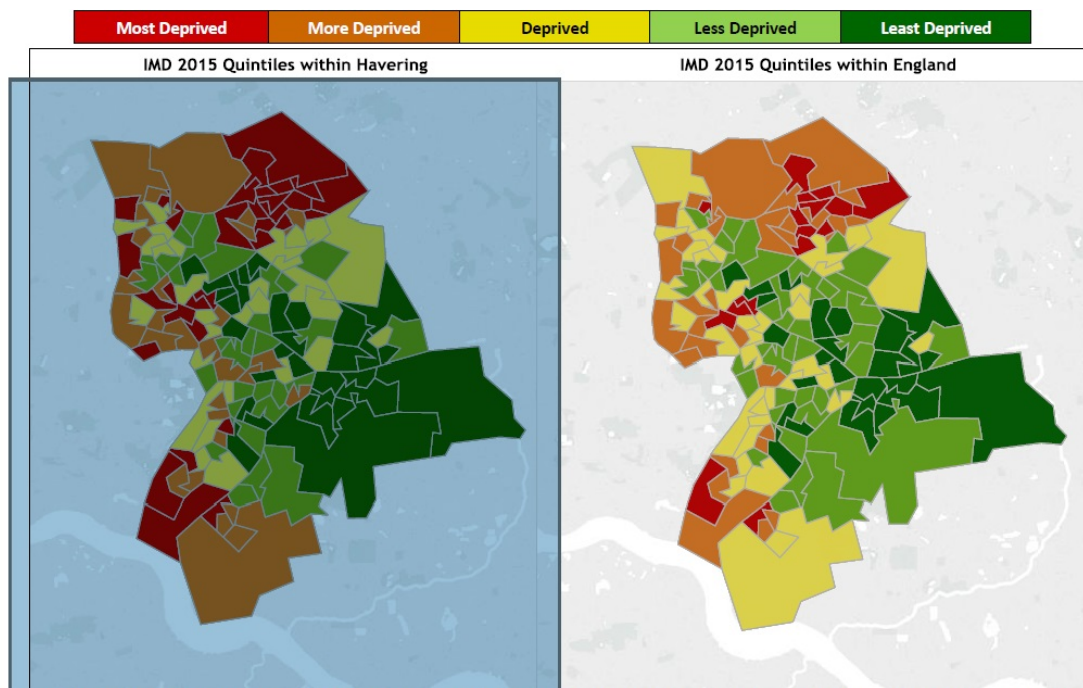 Most Deprived More Deprived Deprived Less Deprived Least Deprived
IMD 2015 Quintiles within Havering IMD 2015 Quintiles within England